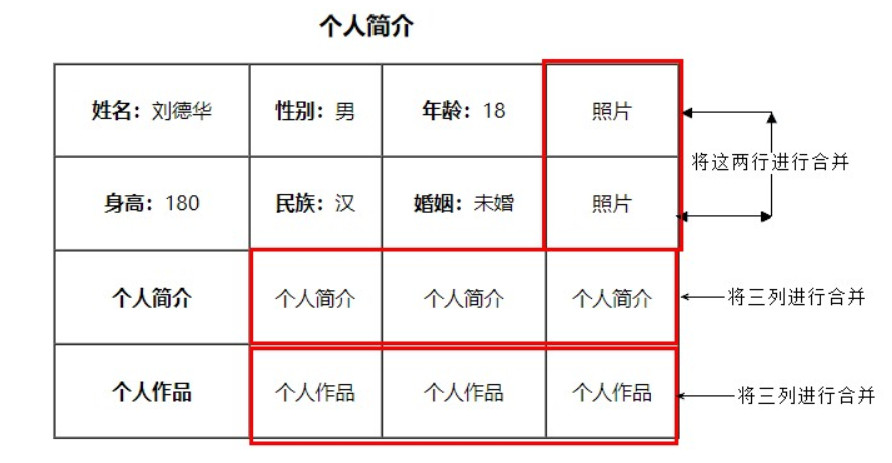 个人简介
姓名：刘德华 性别：男 年龄：18 照片
将这两行进行合并
身高：180 民族：汉 婚姻：未婚 照片
个人简介 个人简介 个人简介 个人简介 将三列进行合并
个人作品 个人作品 个人作品 个人作品 将三列进行合并